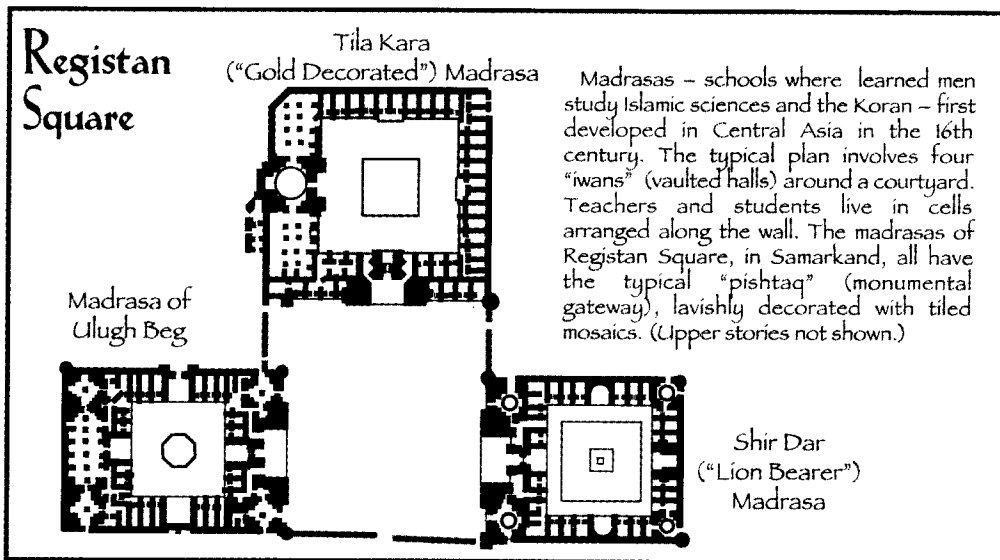 Registan
Square
Tila Kara
("Gold Decorated") Madrasa
Madrasas – schools where learned men
study Islamic sciences and the Koran – first
developed in Central Asia in the 16th
century. The typical plan involves four
"iwans" (vaulted halls) around a courtyard.
Teachers and students live in cells
arranged along the wall. The madrasas of
Registan Square, in Samarkand, all have
the typical "pishtaq" (monumental
gateway), lavishly decorated with tiled
mosaics. (Upper stories not shown.)
Madrasa of
Ulugh Beg
Shir Dar
("Lion Bearer")
Madrasa